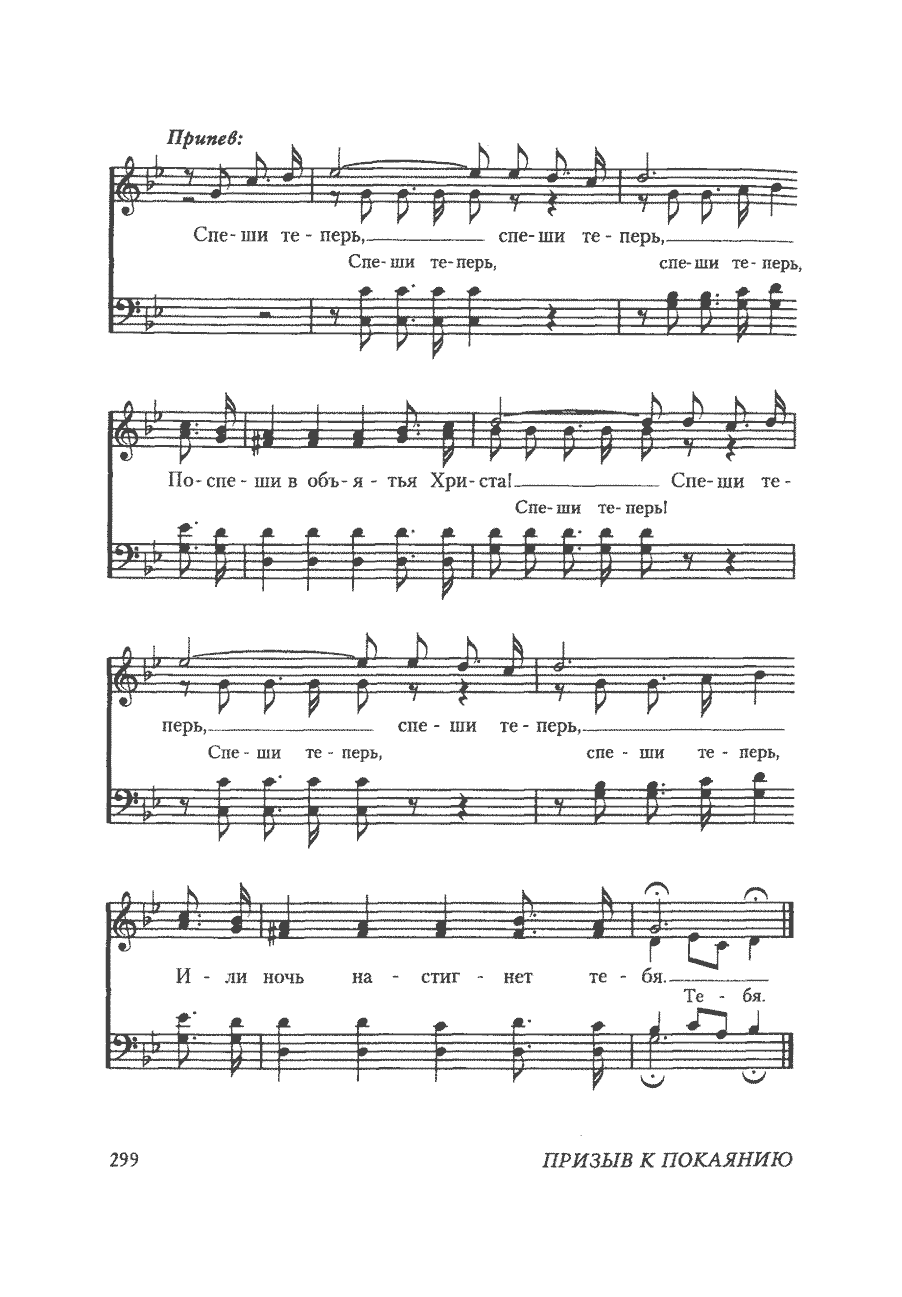 Припев:
Спе- ши те - перь, спе- ши те - перь,
Спе- ши те- перь, спе- ши те - перь,
По- спе - ши в объ- я - тья Хри- ста! Спе- ши те -
Спе- ши те- перь!
перь, спе - ши те - перь,
Спе - ши те - перь, спе - ши те - перь,
И - ли ночь на - стиг - нет те - бя.
Те - бя.
299 ПРИЗЫВ К ПОКАЯНИЮ